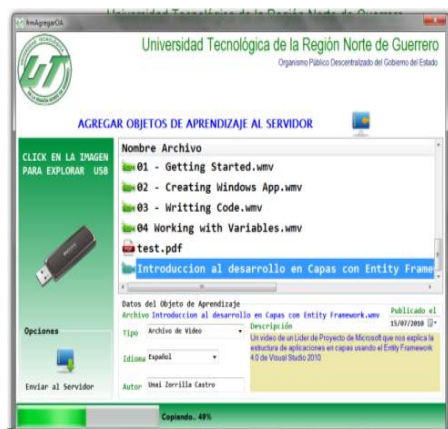 frmAgregarOA
Universidad Tecnológica de la Región Norte de Guerrero
Organismo Público Descentralizado del Gobierno del Estado
AGREGAR OBJETOS DE APRENDIZAJE AL SERVIDOR
CLICK EN LA IMAGEN
PARA EXPLORAR USB
Nombre Archivo
01 - Getting Started.wmv
02 - Creating Windows App.wmv
03 - Writting Code.wmv
04 Working with Variables.wmv
test.pdf
Introduccion al desarrollo en Capas con Entity Frame
Datos del Objeto de Aprendizaje
Archivo Introduccion al desarrollo en Capas con Entity Framework.wmv
Publicado el
15/07/2010
Tipo Archivo de Video
Descripción
Un video de un Lider de Proyecto de Microsoft que nos explica la
estructura de aplicaciones en capas usando el Entity Framework
4.0 de Visual Studio 2010.
Idioma Español
Autor Unai Zorrilla Castro
Opciones
Enviar al Servidor
Copiando.. 49%